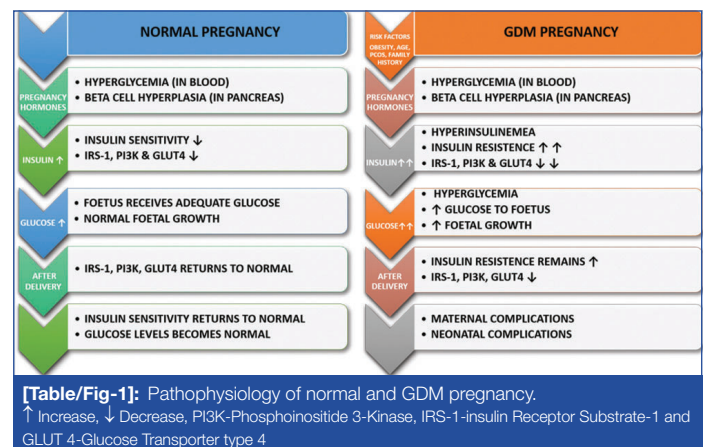 NORMAL PREGNANCY
PREGNANCY
HORMONES
• HYPERGLYCEMIA (IN BLOOD)
• BETA CELL HYPERPLASIA (IN PANCREAS)
INSULIN ↑
• INSULIN SENSITIVITY ↓
• IRS-1, PI3K & GLUT4 ↓
GLUCOSE ↑
• FOETUS RECEIVES ADEQUATE GLUCOSE
• NORMAL FOETAL GROWTH
AFTER
DELIVERY
• IRS-1, PI3K, GLUT4 RETURNS TO NORMAL
• INSULIN SENSITIVITY RETURNS TO NORMAL
• GLUCOSE LEVELS BECOMES NORMAL
RISK FACTORS
OBESITY, AGE,
PCOS, FAMILY
HISTORY
GDM PREGNANCY
PREGNANCY
HORMONES
• HYPERGLYCEMIA (IN BLOOD)
• BETA CELL HYPERPLASIA (IN PANCREAS)
INSULIN ↑↑
• HYPERINSULINEMEA
• INSULIN RESISTENCE ↑ ↑
• IRS-1, PI3K & GLUT4 ↓ ↓
GLUCOSE↑↑
• HYPERGLYCEMIA
• ↑ GLUCOSE TO FOETUS
• ↑ FOETAL GROWTH
AFTER
DELIVERY
• INSULIN RESISTENCE REMAINS ↑
• IRS-1, PI3K, GLUT4 ↓
• MATERNAL COMPLICATIONS
• NEONATAL COMPLICATIONS
[Table/Fig-1]: Pathophysiology of normal and GDM pregnancy.
↑ Increase, ↓ Decrease, PI3K-Phosphoinositide 3-Kinase, IRS-1-insulin Receptor Substrate-1 and
GLUT 4-Glucose Transporter type 4